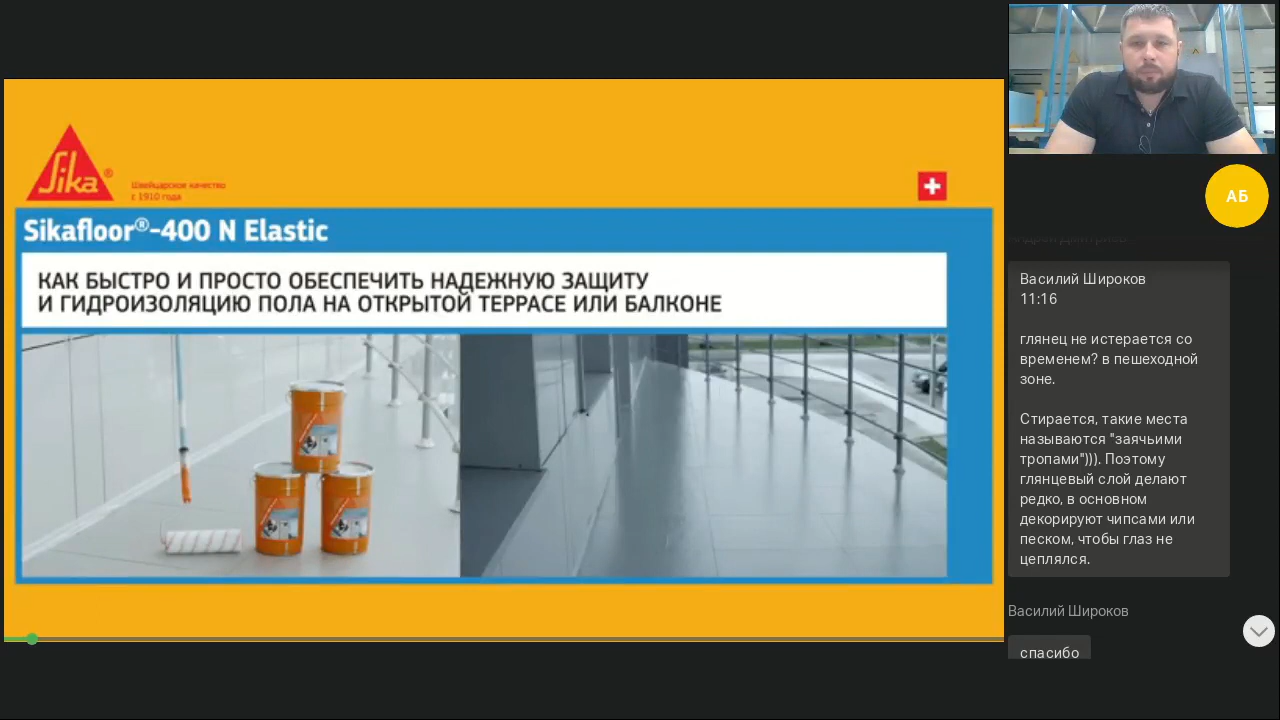 Sika®
Швейцарское качество
с 1910 года
Sikafloor®-400 N Elastic
КАК БЫСТРО И ПРОСТО ОБЕСПЕЧИТЬ НАДЕЖНУЮ ЗАЩИТУ
И ГИДРОИЗОЛЯЦИЮ ПОЛА НА ОТКРЫТОЙ ТЕРРАСЕ ИЛИ БАЛКОНЕ
АБ
Василий Широков
11:16
глянец не истерается со
временем? в пешеходной
зоне.
Стирается, такие места
называются "заячьими
тропами"))). Поэтому
глянцевый слой делают
редко, в основном
декорируют чипсами или
песком, чтобы глаз не
цеплялся.
Василий Широков
спасибо